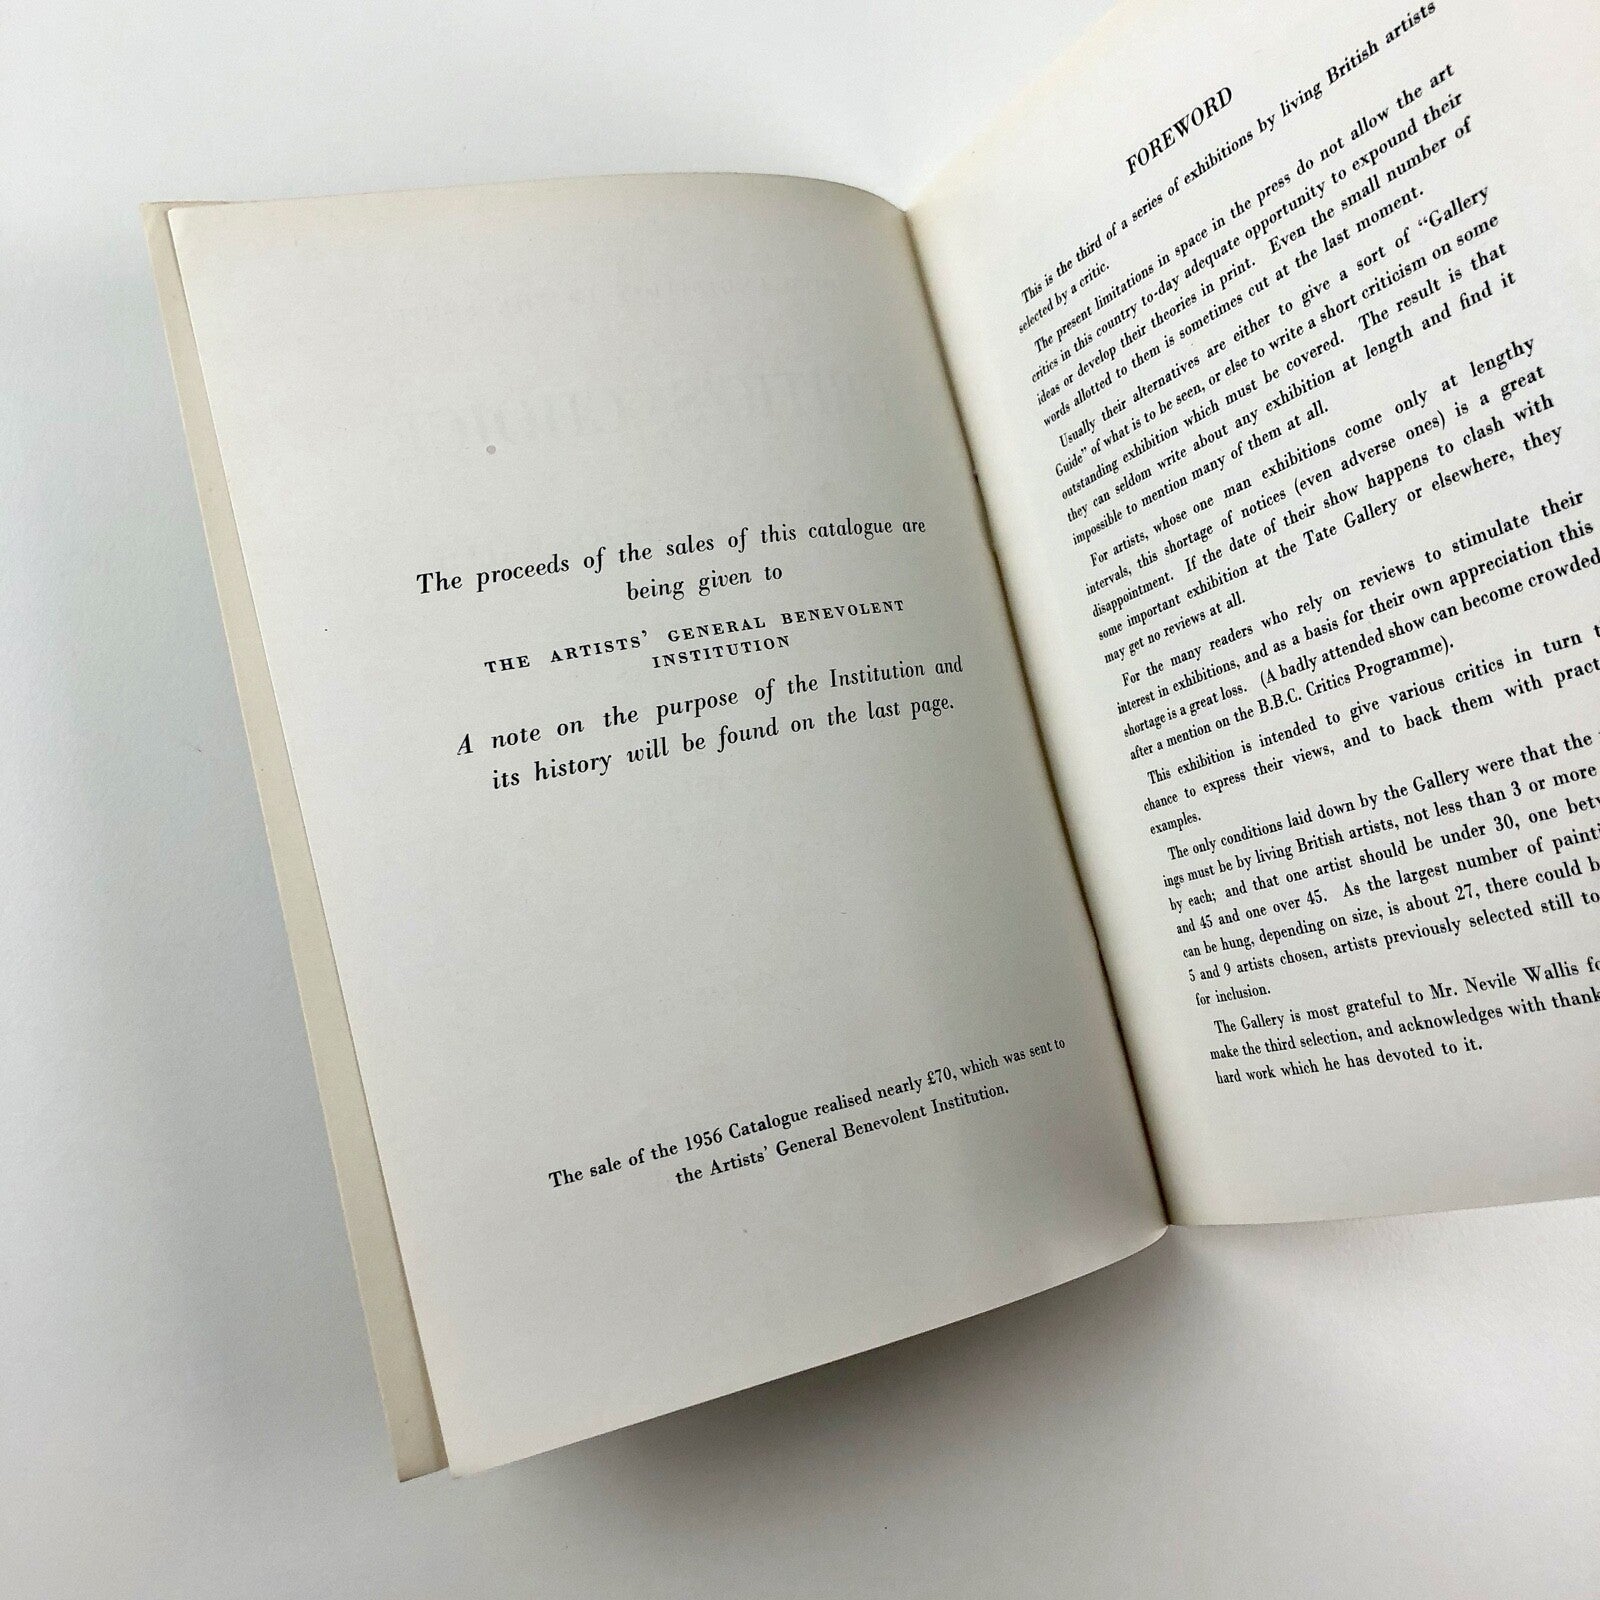 The proceeds of the sales of this catalogue are
being given to
THE ARTISTS' GENERAL BENEVOLENT
INSTITUTION
A note on the purpose of the Institution and
its history will be found on the last page.
The sale of the 1956 Catalogue realised nearly £70, which was sent to
the Artists' General Benevolent Institution.
FOREWORD
This is the third of a series of exhibitions by living British artists
selected by a critic.
The present limitations in space in the press do not allow the art
critics in this country to-day adequate opportunity to expound their
ideas or develop their theories in print. Even the small number of
words allotted to them is sometimes cut at the last moment.
Usually their alternatives are either to give a sort of "Gallery
Guide" of what is to be seen, or else to write a short criticism on some
outstanding exhibition which must be covered. The result is that
they can seldom write about any exhibition at length and find it
impossible to mention many of them at all.
For artists, whose one man exhibitions come only at lengthy
intervals, this shortage of notices (even adverse ones) is a great
disappointment. If the date of their show happens to clash with
some important exhibition at the Tate Gallery or elsewhere, they
may get no reviews at all.
For the many readers who rely on reviews to stimulate their
interest in exhibitions, and as a basis for their own appreciation this
shortage is a great loss. (A badly attended show can become crowded
after a mention on the B.B.C. Critics Programme).
This exhibition is intended to give various critics in turn
chance to express their views, and to back them with
examples.
The only conditions laid down by the Gallery were that the
ings must be by living British artists, not less than 3 or more
by each; and that one artist should be under 30, one
and 45 and one over 45. As the largest number of
can be hung, depending on size, is about 27, there could
5 and 9 artists chosen, artists previously selected still to
for inclusion.
The Gallery is most grateful to Mr. Nevile Wallis
make the third selection, and acknowledges with
hard work which he has devoted to it.